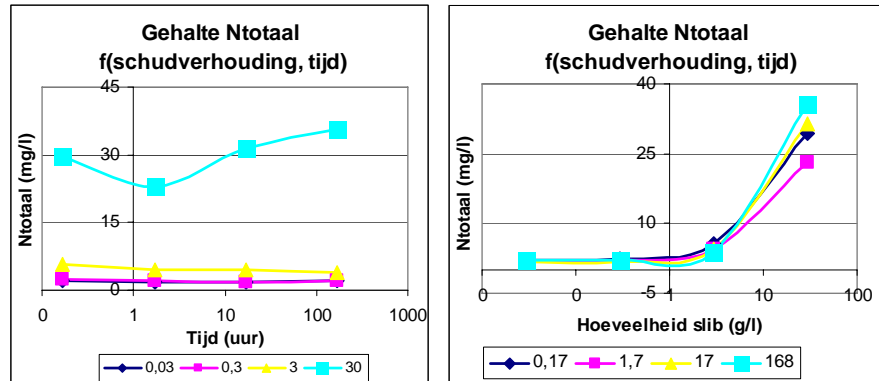 Gehalte Ntotaal
f(schudverhouding, tijd)
Ntotaal (mg/l)
45
30
15
0
0 1 10 100 1000
Tijd (uur)
0,03 0,3 3 30
Gehalte Ntotaal
f(schudverhouding, tijd)
Ntotaal (mg/l)
40
25
10
-5
0 0 1 10 100
Hoeveelheid slib (g/l)
0,17 1,7 17 168